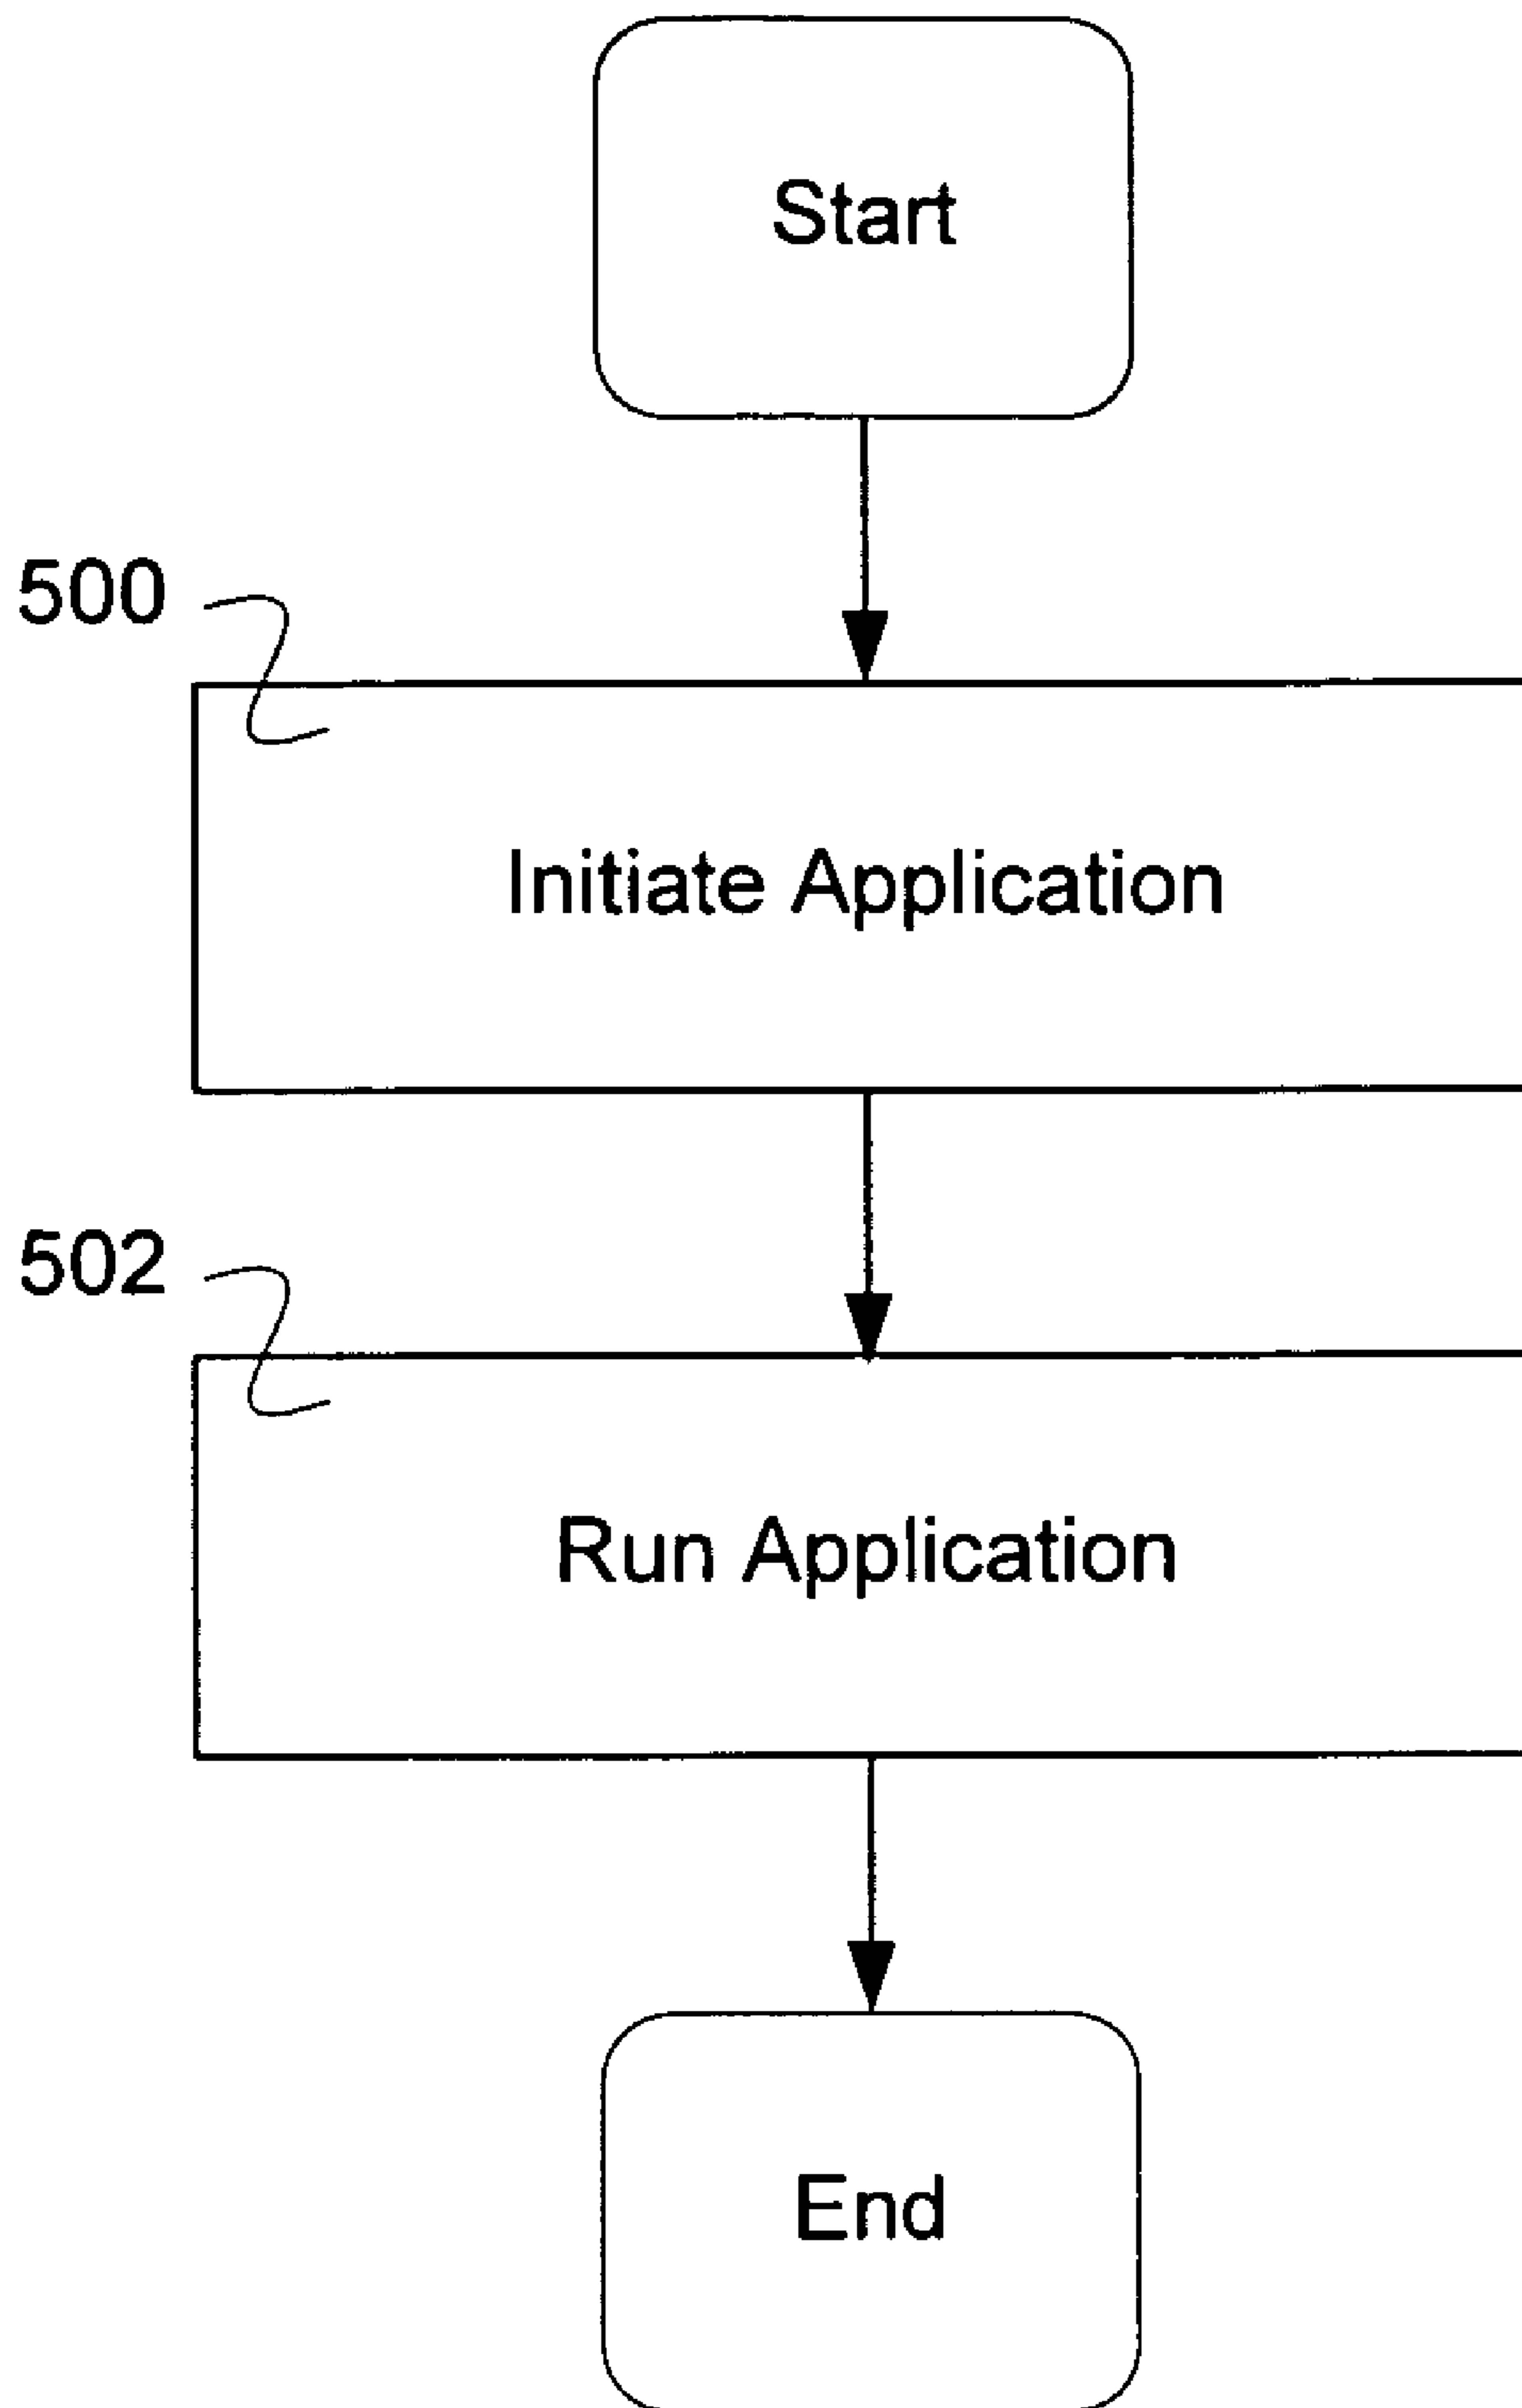 Start
500
Initiate Application
502
Run Application
End